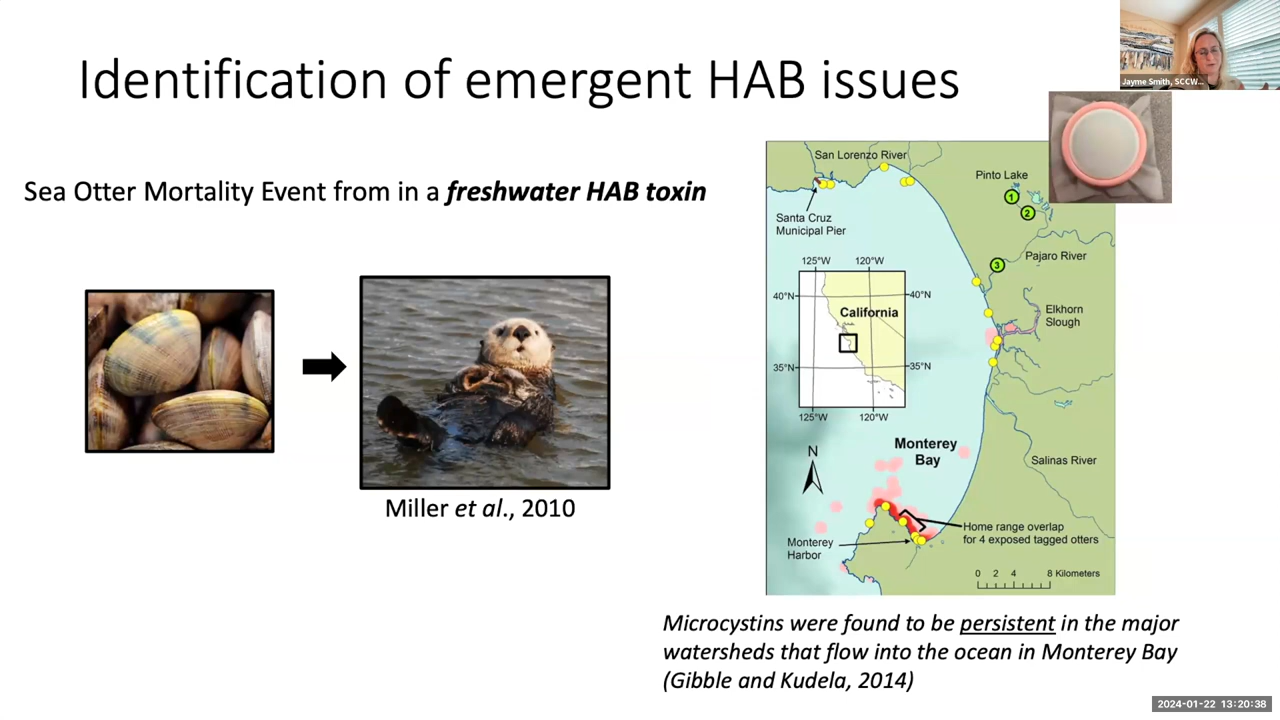 Identification of emergent HAB issues
Jayme Smith, SCCW...
Sea Otter Mortality Event from in a freshwater HAB toxin
Miller et al., 2010
San Lorenzo River
Pinto Lake
1
2
Santa Cruz
Municipal Pier
Pajaro River
3
125°W 120°W
40°N 40°N
California
Elkhorn
Slough
35°N 35°N
125°W 120°W
N
Monterey
Bay
Salinas River
Home range overlap
for 4 exposed tagged otters
Monterey
Harbor
0 2 4 8 Kilometers
Microcystins were found to be persistent in the major
watersheds that flow into the ocean in Monterey Bay
(Gibble and Kudela, 2014)
2024-01-22 13:20:38